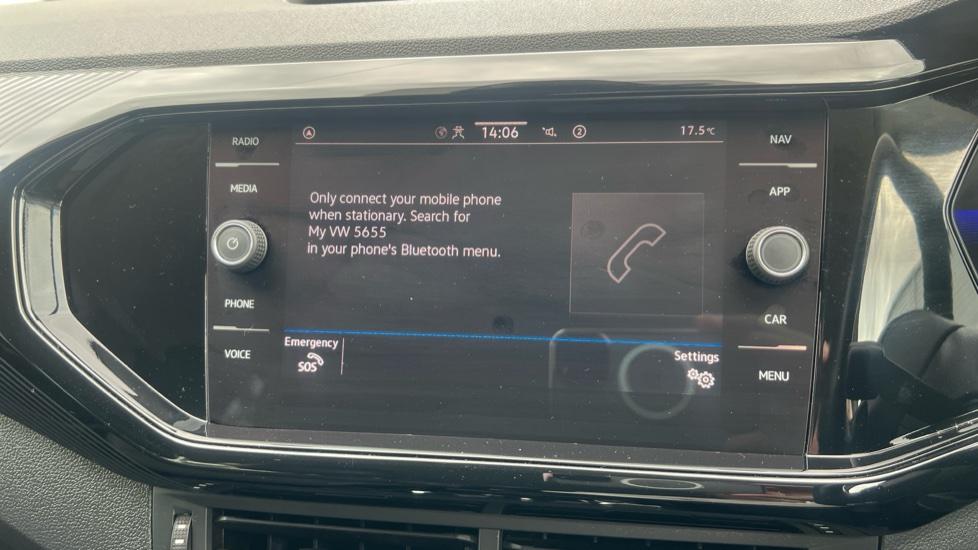 RADIO
MEDIA
PHONE
VOICE
14:06
2
17.5°C
Only connect your mobile phone
when stationary. Search for
My VW 5655
in your phone's Bluetooth menu.
Emergency
SOS
Settings
NAV
APP
CAR
MENU